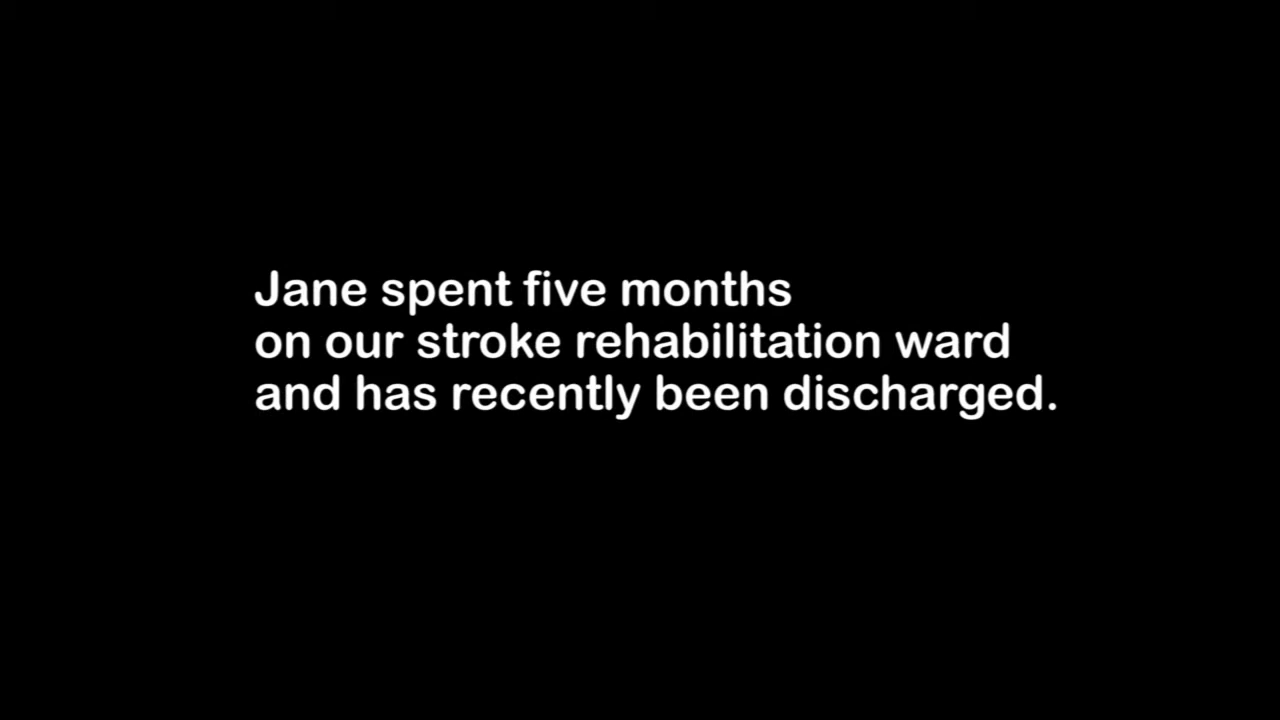 Jane spent five months
on our stroke rehabilitation ward
and has recently been discharged.